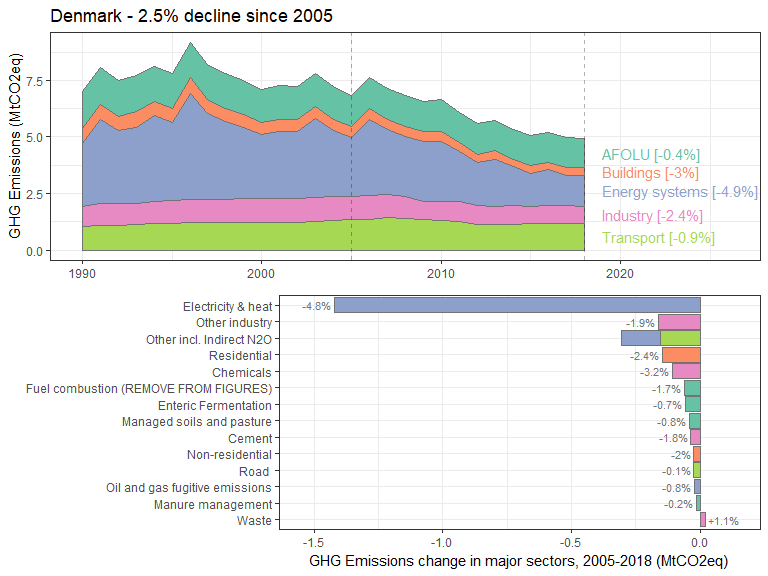 Denmark - 2.5% decline since 2005
GHG Emissions (MtCO2eq)
7.5
5.0
2.5
0.0
AFOLU [-0.4%]
Buildings [-3%]
Energy systems [-4.9%]
Industry [-2.4%]
Transport [-0.9%]
1990 2000 2010 2020
Electricity & heat -4.8%
Other industry -1.9%
Other incl. Indirect N2O
Residential -2.4%
Chemicals -3.2%
Fuel combustion (REMOVE FROM FIGURES) -1.7%
Enteric Fermentation -0.7%
Managed soils and pasture -0.8%
Cement -1.8%
Non-residential -2%
Road -0.1%
Oil and gas fugitive emissions -0.8%
Manure management -0.2%
Waste +1.1%
-1.5 -1.0 -0.5 0.0
GHG Emissions change in major sectors, 2005-2018 (MtCO2eq)